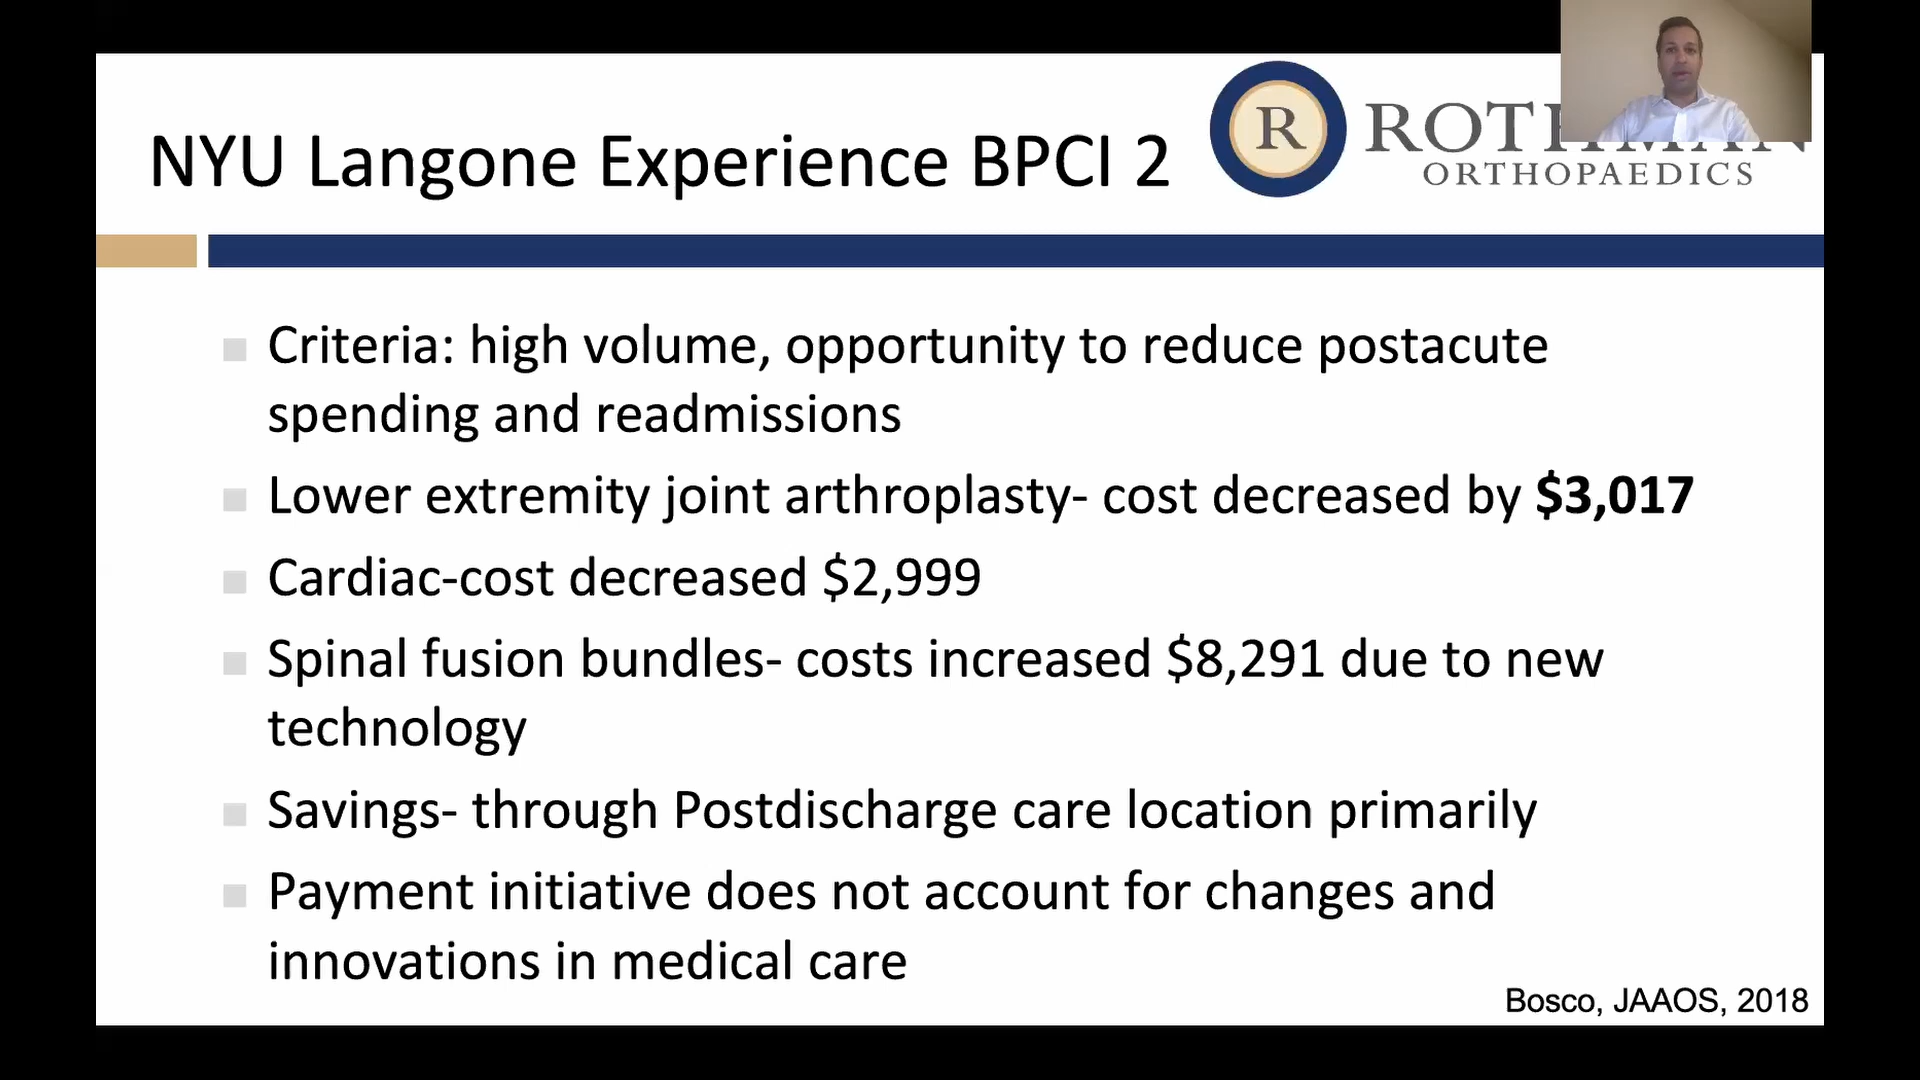 NYU Langone Experience BPCI 2
R
ORTHOPAEDICS
Criteria: high volume, opportunity to reduce postacute
spending and readmissions
Lower extremity joint arthroplasty- cost decreased by $3,017
Cardiac-cost decreased $2,999
Spinal fusion bundles- costs increased $8,291 due to new
technology
Savings- through Postdischarge care location primarily
Payment initiative does not account for changes and
innovations in medical care
Bosco, JAAOS, 2018